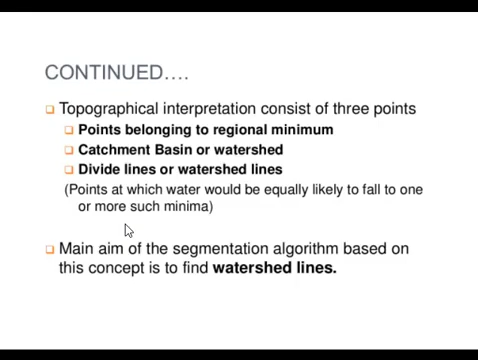 CONTINUED....
Topographical interpretation consist of three points
Points belonging to regional minimum
Catchment Basin or watershed
Divide lines or watershed lines
(Points at which water would be equally likely to fall to one
or more such minima)
Main aim of the segmentation algorithm based on
this concept is to find watershed lines.